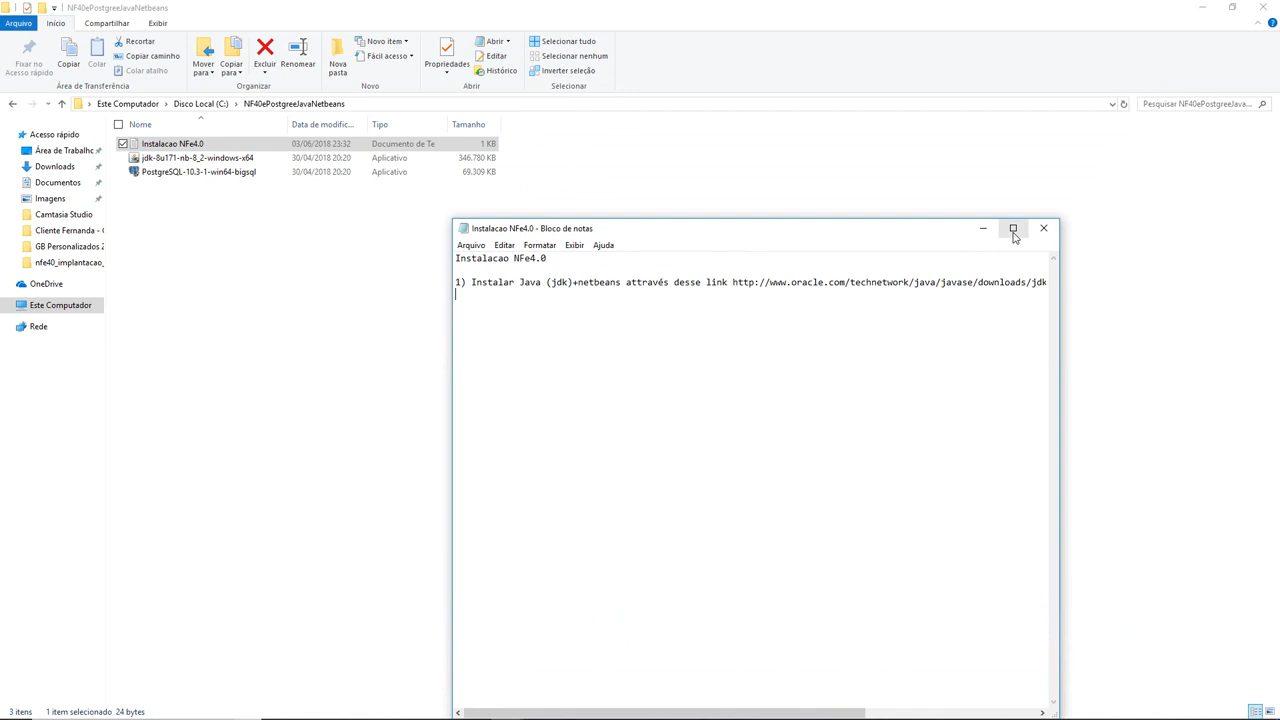 NF40ePostgreeJavaNetbeans
Arquivo Início Compartilhar Exibir
Fixar no Acesso rápido
Copiar
Colar
Recortar
Copiar caminho
Colar atalho
Área de Transferência
Mover para
Copiar para
Excluir
Renomear
Organizar
Nova pasta
Novo item
Fácil acesso
Novo
Propriedades
Abrir
Editar
Histórico
Abrir
Selecionar tudo
Selecionar nenhum
Inverter seleção
Selecionar
Este Computador > Disco Local (C:) > NF40ePostgreeJavaNetbeans
Pesquisar NF40ePostgreeJava...
Nome Data de modific... Tipo Tamanho
Instalacao NFe4.0 03/06/2018 23:32 Documento de Te 1 KB
jdk-8u171-nb-8_2-windows-x64 30/04/2018 20:20 Aplicativo 346.780 KB
PostgreSQL-10.3-1-win64-bigsql 30/04/2018 20:20 Aplicativo 69.309 KB
Acesso rápido
Área de Trabalho
Downloads
Documentos
Imagens
Camtasia Studio
Cliente Fernanda - (
GB Personalizados 2
nfe40_implantacao_
OneDrive
Este Computador
Rede
Instalacao NFe4.0 - Bloco de notas
Arquivo Editar Formatar Exibir Ajuda
Instalacao NFe4.0
1) Instalar Java (jdk)+netbeans attravés desse link http://www.oracle.com/technetwork/java/javase/downloads/jdk
3 itens 1 item selecionado 24 bytes